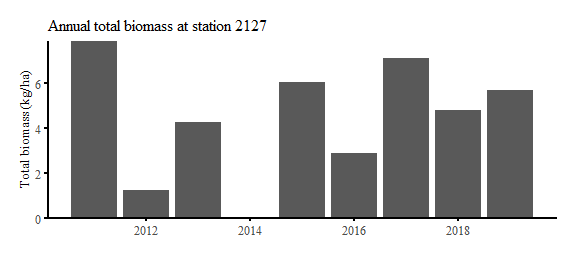 Annual total biomass at station 2127
Total biomass (kg/ha)
6
4
2
0
2012 2014 2016 2018